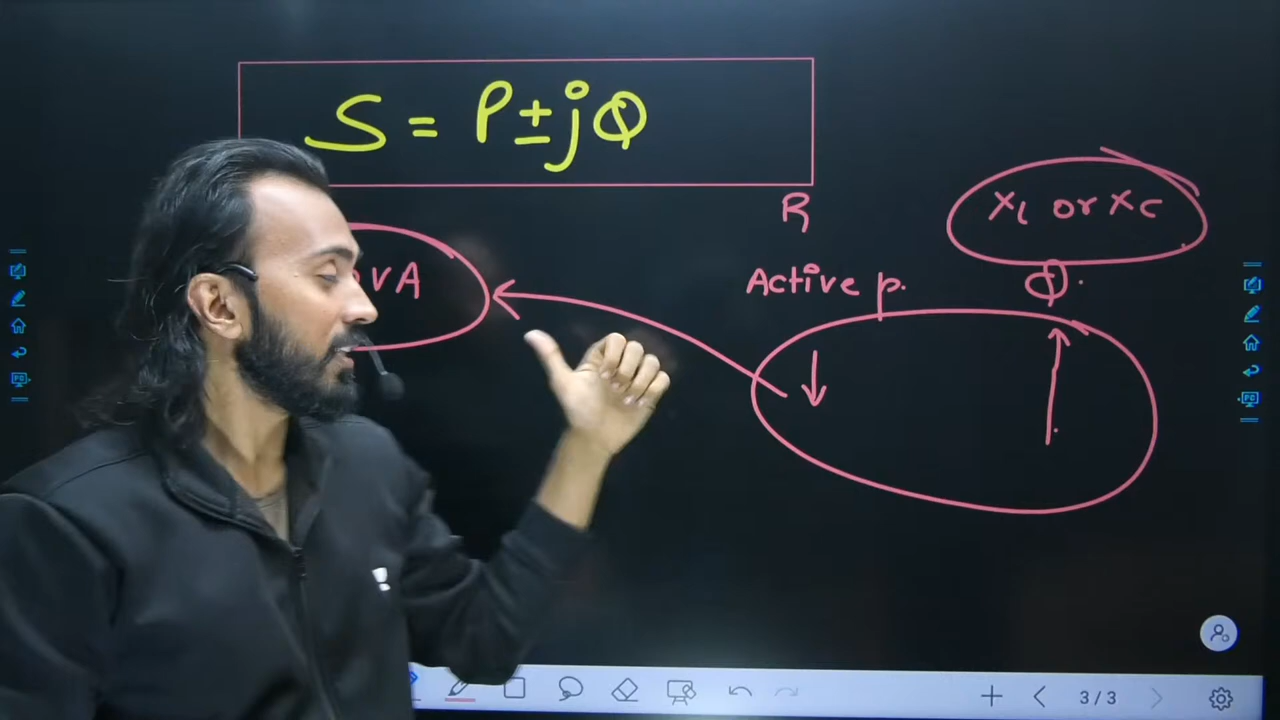 S = P ± jQ
R
XL or XC
VA
Active p.
Q.
3/3